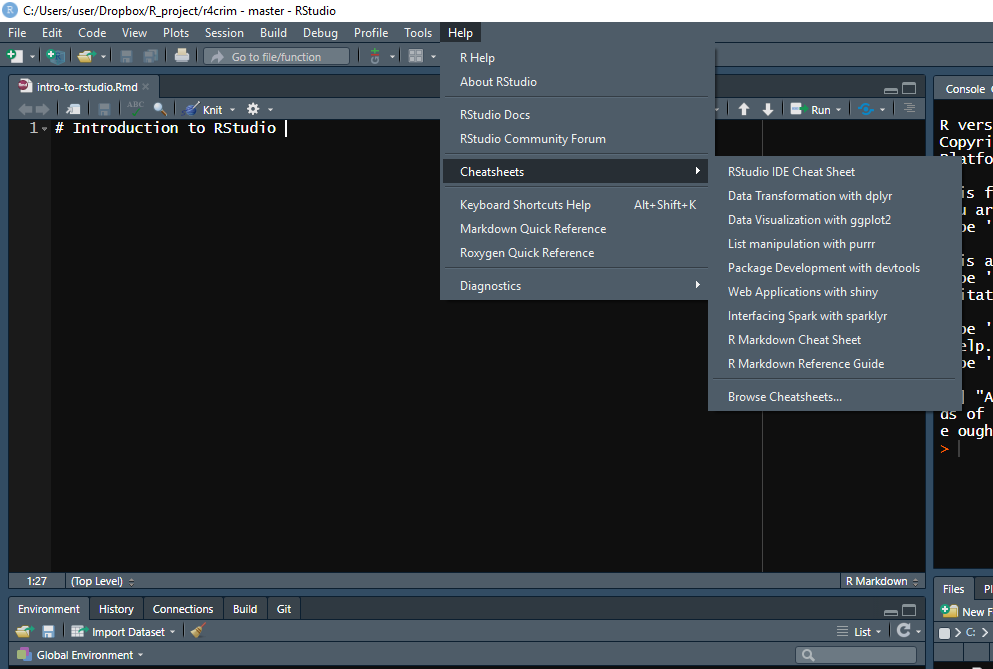 C:/Users/user/Dropbox/R_project/r4crim - master - RStudio
File Edit Code View Plots Session Build Debug Profile Tools Help
Go to file/function
R Help
About RStudio
RStudio Docs
RStudio Community Forum
Cheatsheets
Keyboard Shortcuts Help Alt+Shift+K
Markdown Quick Reference
Roxygen Quick Reference
Diagnostics
RStudio IDE Cheat Sheet
Data Transformation with dplyr
Data Visualization with ggplot2
List manipulation with purrr
Package Development with devtools
Web Applications with shiny
Interfacing Spark with sparklyr
R Markdown Cheat Sheet
R Markdown Reference Guide
Browse Cheatsheets...
intro-to-rstudio.Rmd
ABC Knit Run
1 # Introduction to RStudio
1:27 (Top Level) R Markdown
Console
R vers
Copyri
Platfo
is f
u ar
pe '
is a
pe '
itat
pe '
elp.
pe '
"A
ds of
e ough
>
Environment History Connections Build Git
Import Dataset List
Global Environment
Files Pl
New F
C: